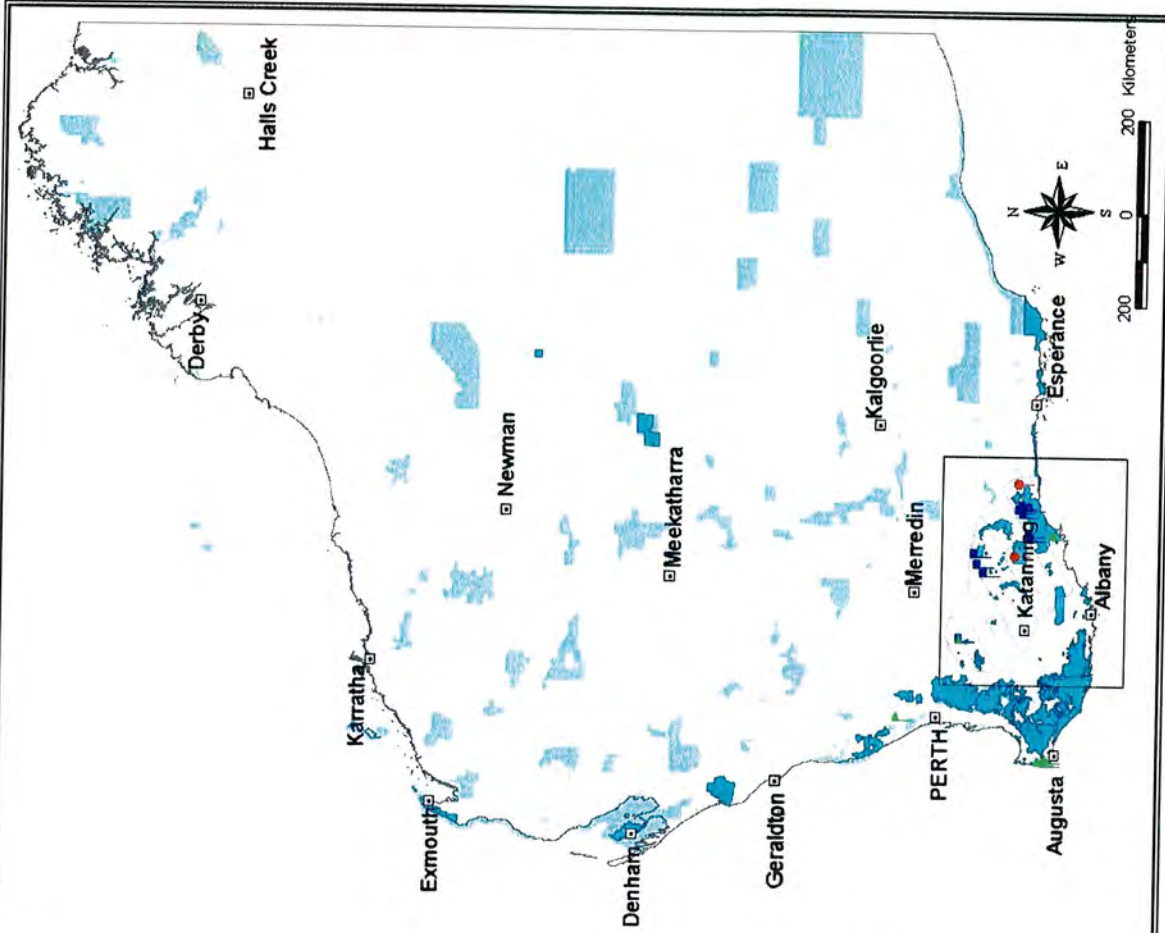 Halls Creek
Derby
Newman
Karratha
Exmouth
Meekatharra
Denham
Kalgoorlie
Geraldton
Merredin
PERTH
Esperance
Katanning
Albany
Augusta
N
W
E
S
200
0
200
Kilometers